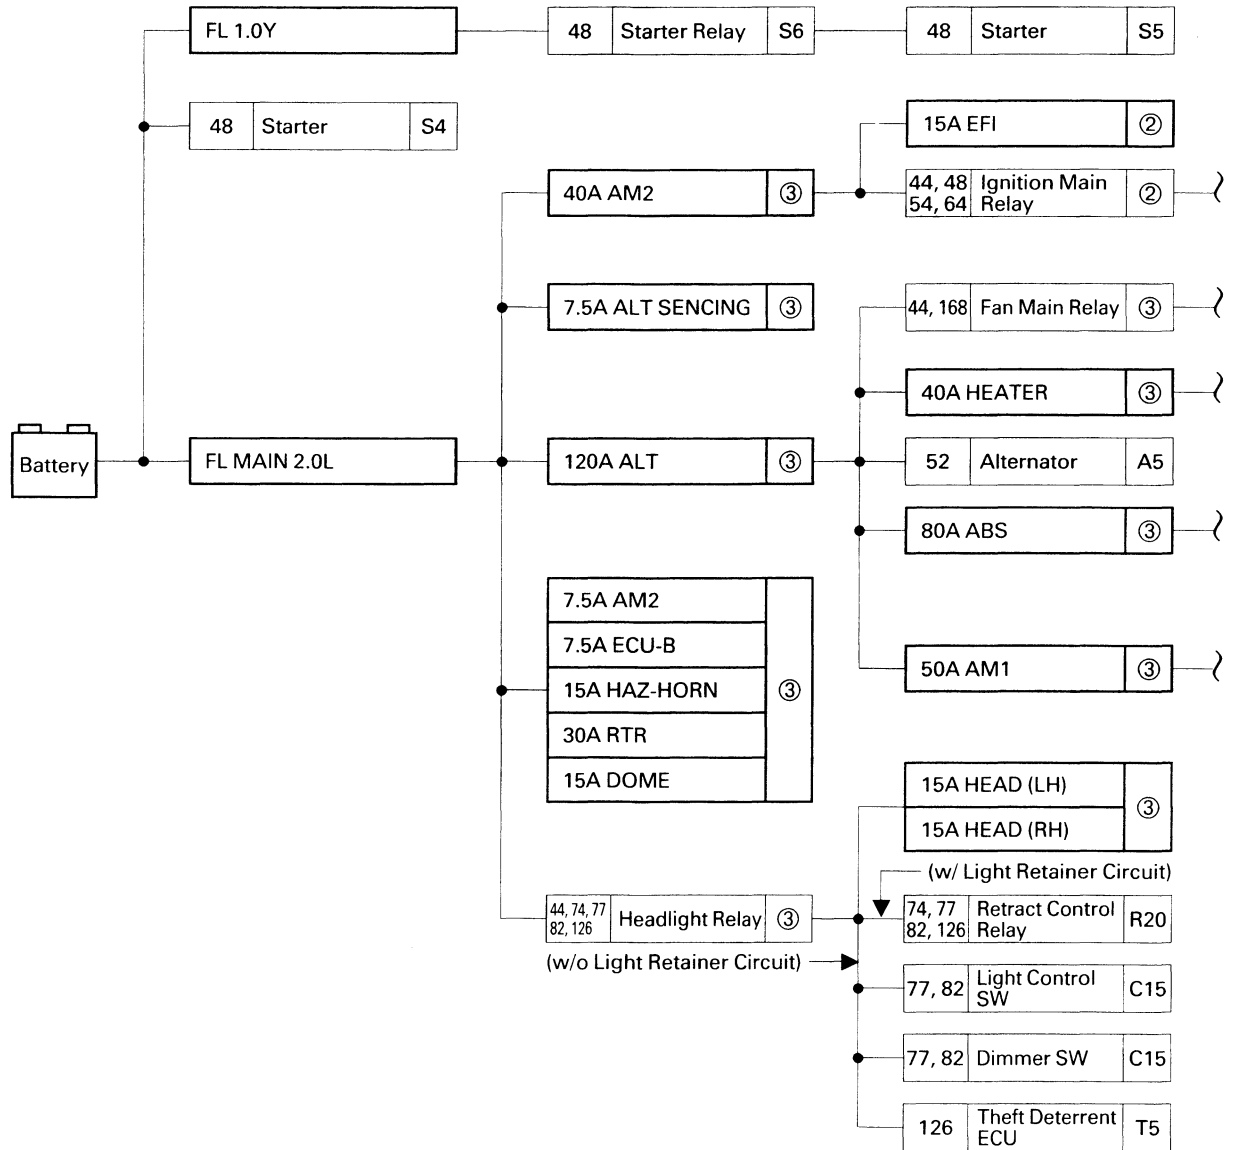 FL 1.0Y
48 Starter Relay S6
48 Starter S5
48 Starter S4
15A EFI ②
40A AM2 ③
44, 48 Ignition Main
54, 64 Relay ②
7.5A ALT SENCING ③
44, 168 Fan Main Relay ③
40A HEATER ③
Battery
FL MAIN 2.0L
120A ALT ③
52 Alternator A5
80A ABS ③
7.5A AM2
7.5A ECU-B
15A HAZ-HORN ③
30A RTR
15A DOME
50A AM1 ③
15A HEAD (LH)
③
15A HEAD (RH)
(w/ Light Retainer Circuit)
44, 74, 77
82, 126
Headlight Relay ③
74, 77 Retract Control
82, 126 Relay R20
(w/o Light Retainer Circuit)
77, 82 Light Control
SW C15
77, 82 Dimmer SW C15
126 Theft Deterrent
ECU T5